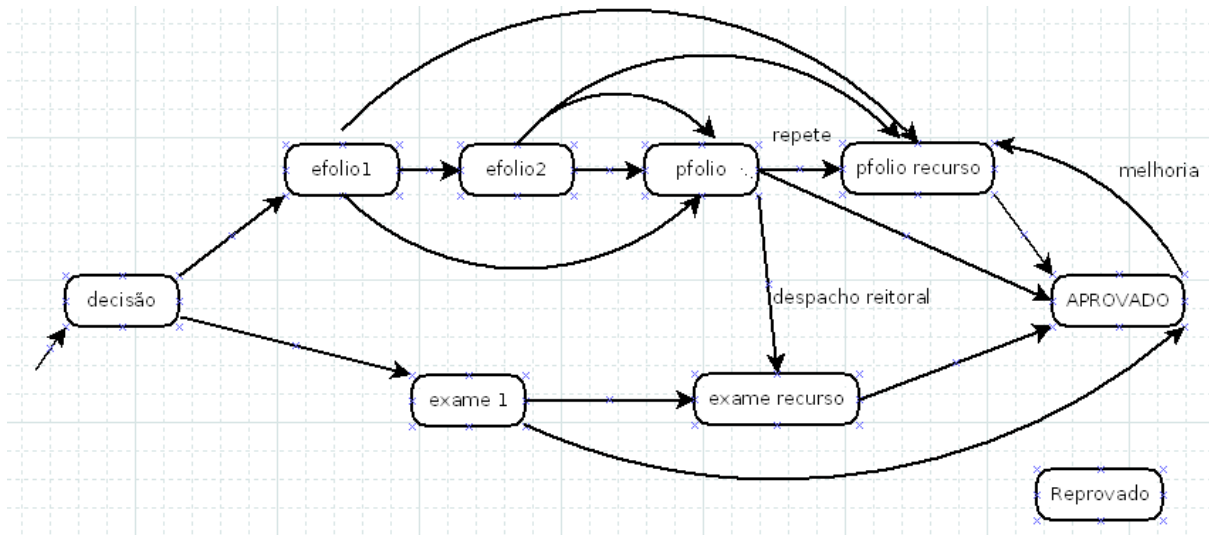 repete
efolio1
efolio2
pfolio
pfolio recurso
melhoria
decisão
despacho reitoral
APROVADO
exame 1
exame recurso
Reprovado